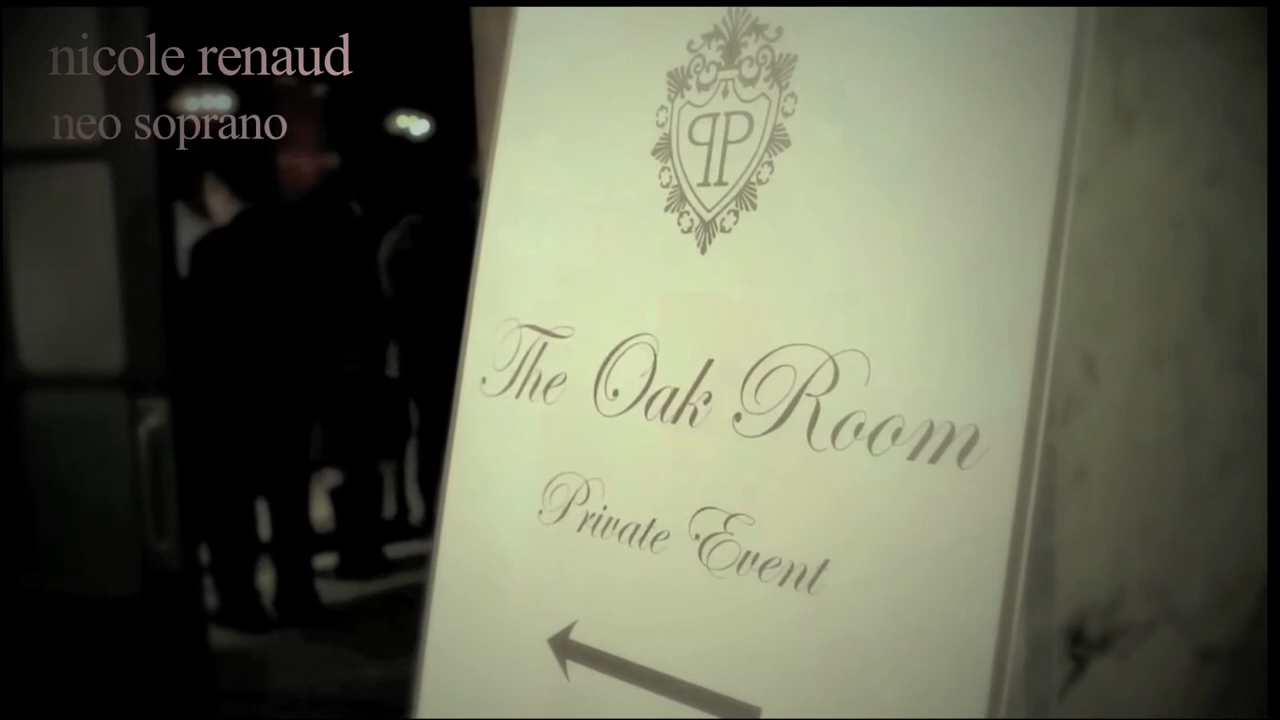 nicole renaud
neo soprano
PP
The Oak Room
Private Event